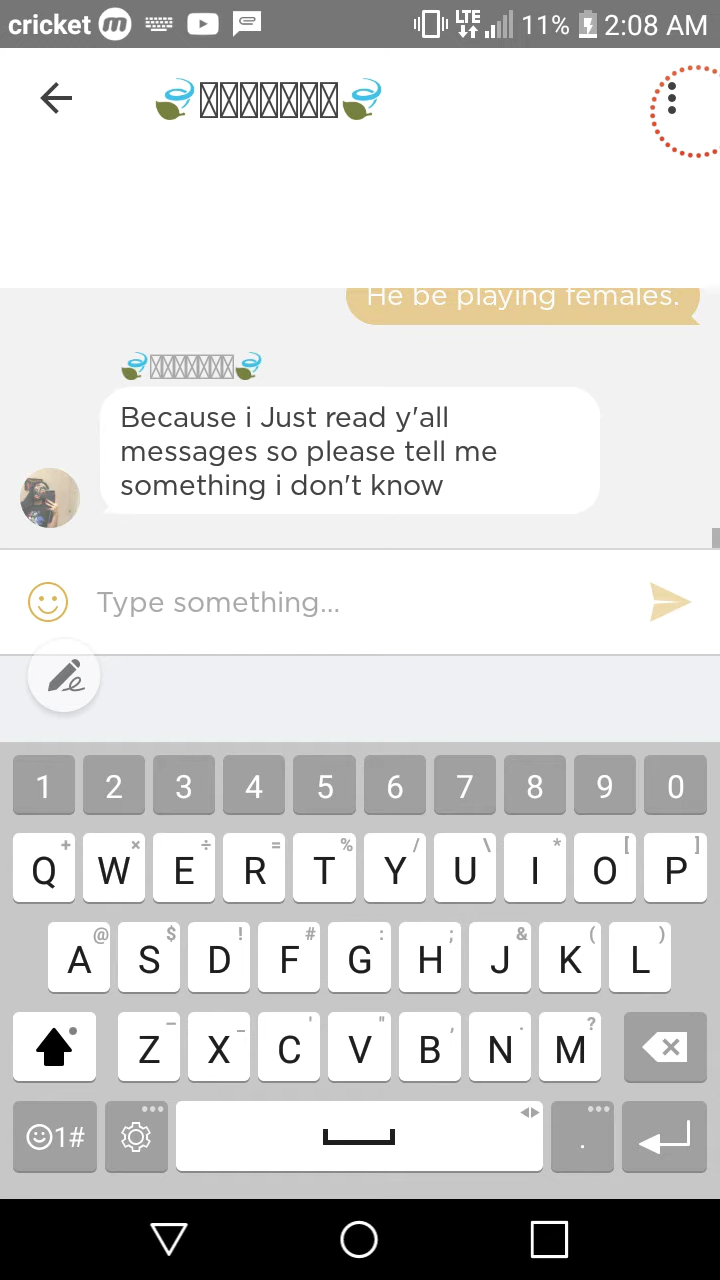 cricket m LTE 11% 2:08 AM
He be playing females.
Because i Just read y'all
messages so please tell me
something i don't know
Type something...
1 2 3 4 5 6 7 8 9 0
+ × ÷ = % / \ * [ ]
Q W E R T Y U I O P
@ $ ! # : ; & ( )
A S D F G H J K L
– _ ' " , . ?
Z X C V B N M
1# .